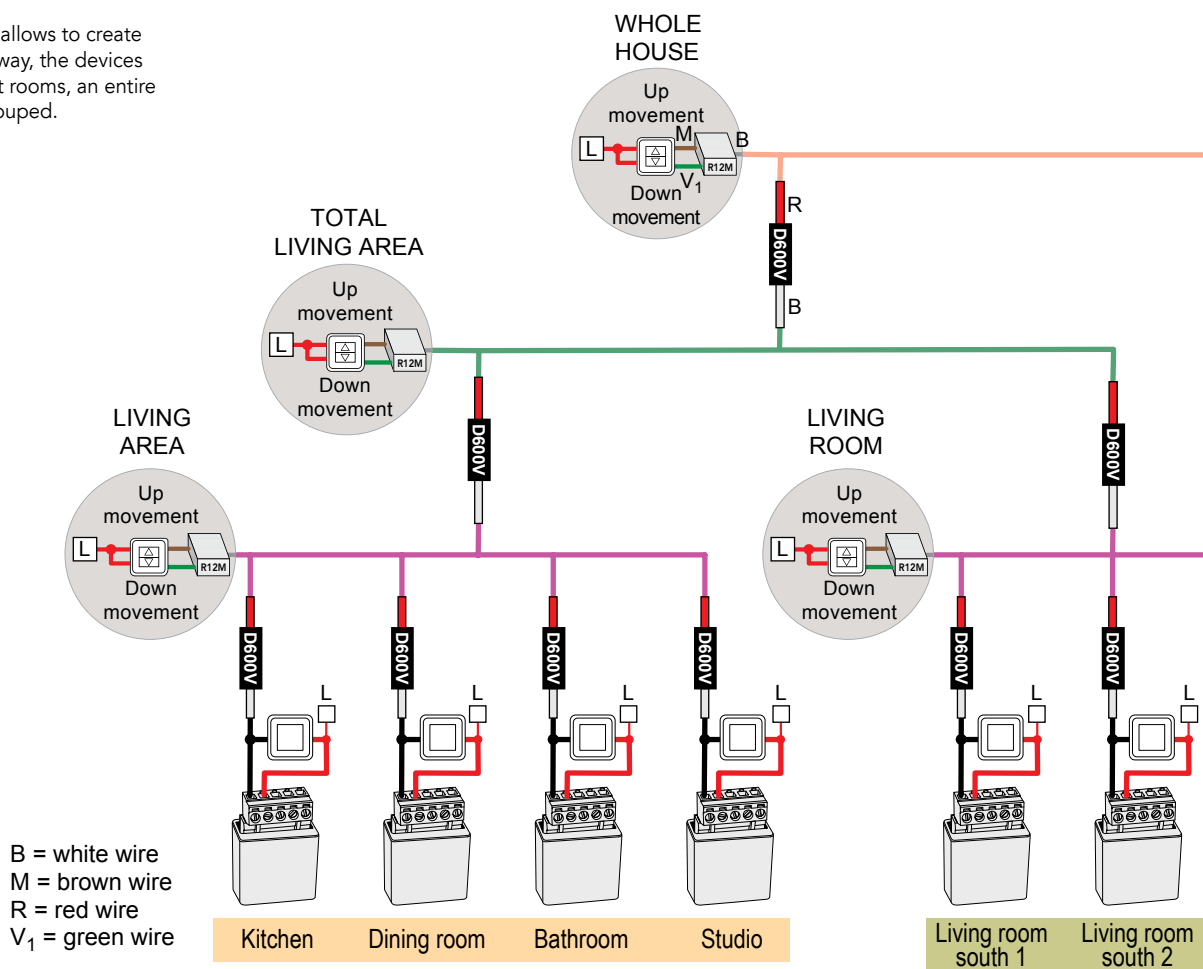 allows to create
way, the devices
t rooms, an entire
ouped.
WHOLE
HOUSE
Up
movement
M
B
L
R12M
V1
Down
movement
R
D600V
B
TOTAL
LIVING AREA
Up
movement
L
R12M
Down
movement
D600V
D600V
LIVING
AREA
Up
movement
L
R12M
Down
movement
LIVING
ROOM
Up
movement
L
R12M
Down
movement
D600V
D600V
D600V
D600V
D600V
D600V
L
L
L
L
L
L
B = white wire
M = brown wire
R = red wire
V1 = green wire
Kitchen
Dining room
Bathroom
Studio
Living room
south 1
Living room
south 2